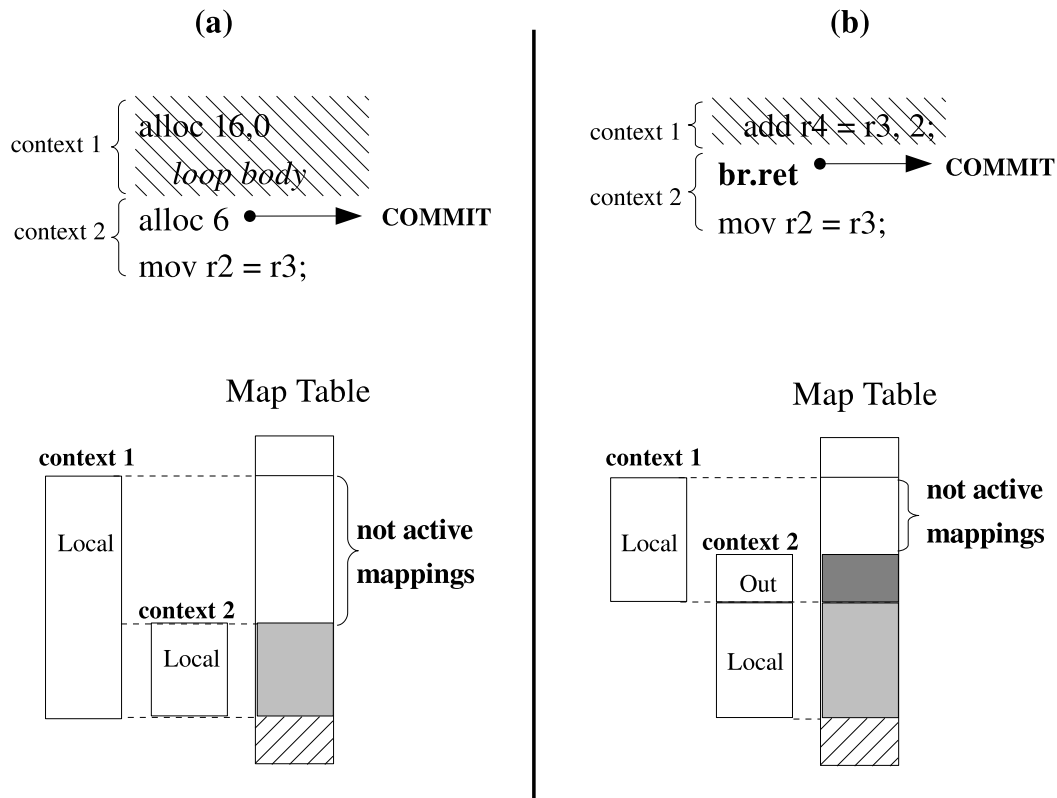 (a)
context 1
alloc 16,0
loop body
context 2
alloc 6
COMMIT
mov r2 = r3;
Map Table
context 1
Local
not active
mappings
context 2
Local
(b)
context 1
add r4 = r3, 2;
context 2
br.ret
COMMIT
mov r2 = r3;
Map Table
context 1
Local
not active
mappings
context 2
Out
Local